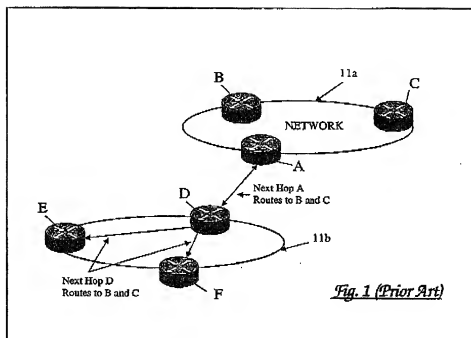 B
11a
C
NETWORK
A
Next Hop A
Routes to B and C
D
E
11b
Next Hop D
Routes to B and C
F
Fig. 1 (Prior Art)